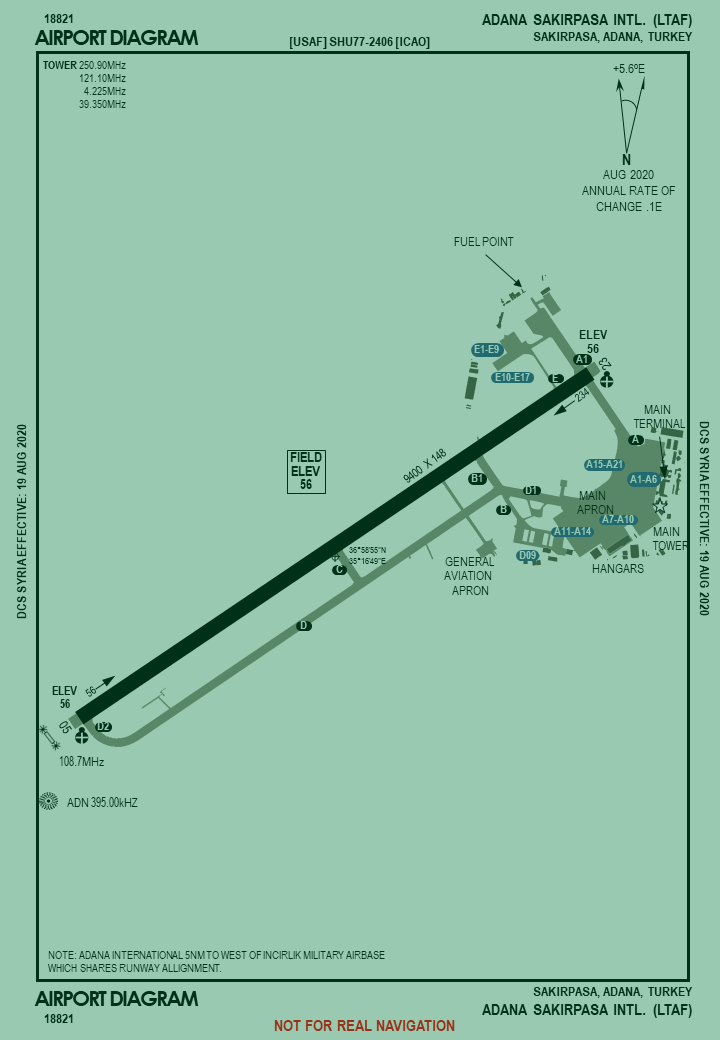 18821
AIRPORT DIAGRAM
[USAF] SHU77-2406 [ICAO]
ADANA SAKIRPASA INTL. (LTAF)
SAKIRPASA, ADANA, TURKEY
TOWER 250.90MHz
121.10MHz
4.225MHz
39.350MHz
+5.6ºE
N
AUG 2020
ANNUAL RATE OF
CHANGE .1E
FUEL POINT
ELEV
56
A1
23
E1-E9
E10-E17
E
234
MAIN
TERMINAL
A
FIELD
ELEV
56
9400 X 148
A15-A21
A1-A6
B1
D1
MAIN
APRON
B
A7-A10
A11-A14
MAIN
TOWER
36°58'55"N
35°16'49"E
C
D09
GENERAL
AVIATION
APRON
HANGARS
D
ELEV
56
56
05
D2
108.7MHz
ADN 395.00kHZ
DCS SYRIA EFFECTIVE: 19 AUG 2020
DCS SYRIA EFFECTIVE: 19 AUG 2020
NOTE: ADANA INTERNATIONAL 5NM TO WEST OF INCIRLIK MILITARY AIRBASE
WHICH SHARES RUNWAY ALLIGNMENT.
AIRPORT DIAGRAM
18821
NOT FOR REAL NAVIGATION
SAKIRPASA, ADANA, TURKEY
ADANA SAKIRPASA INTL. (LTAF)